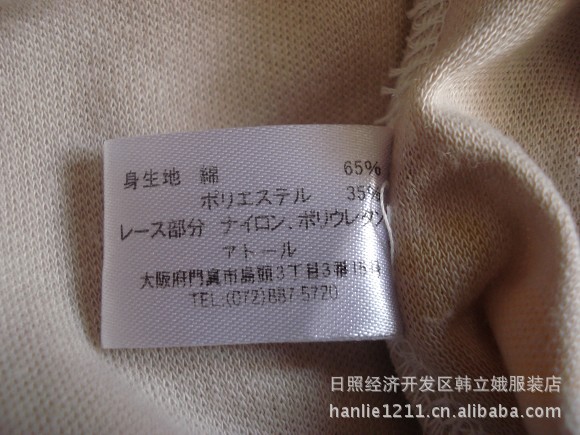 身生地 綿 65%
ポリエステル 35%
レース部分 ナイロン、ポリウレタン
アトール
大阪府門真市島頭3丁目3番
TEL.(072)887-5720
日照经济开发区韩立娥服装店
hanlie1211.cn.alibaba.com